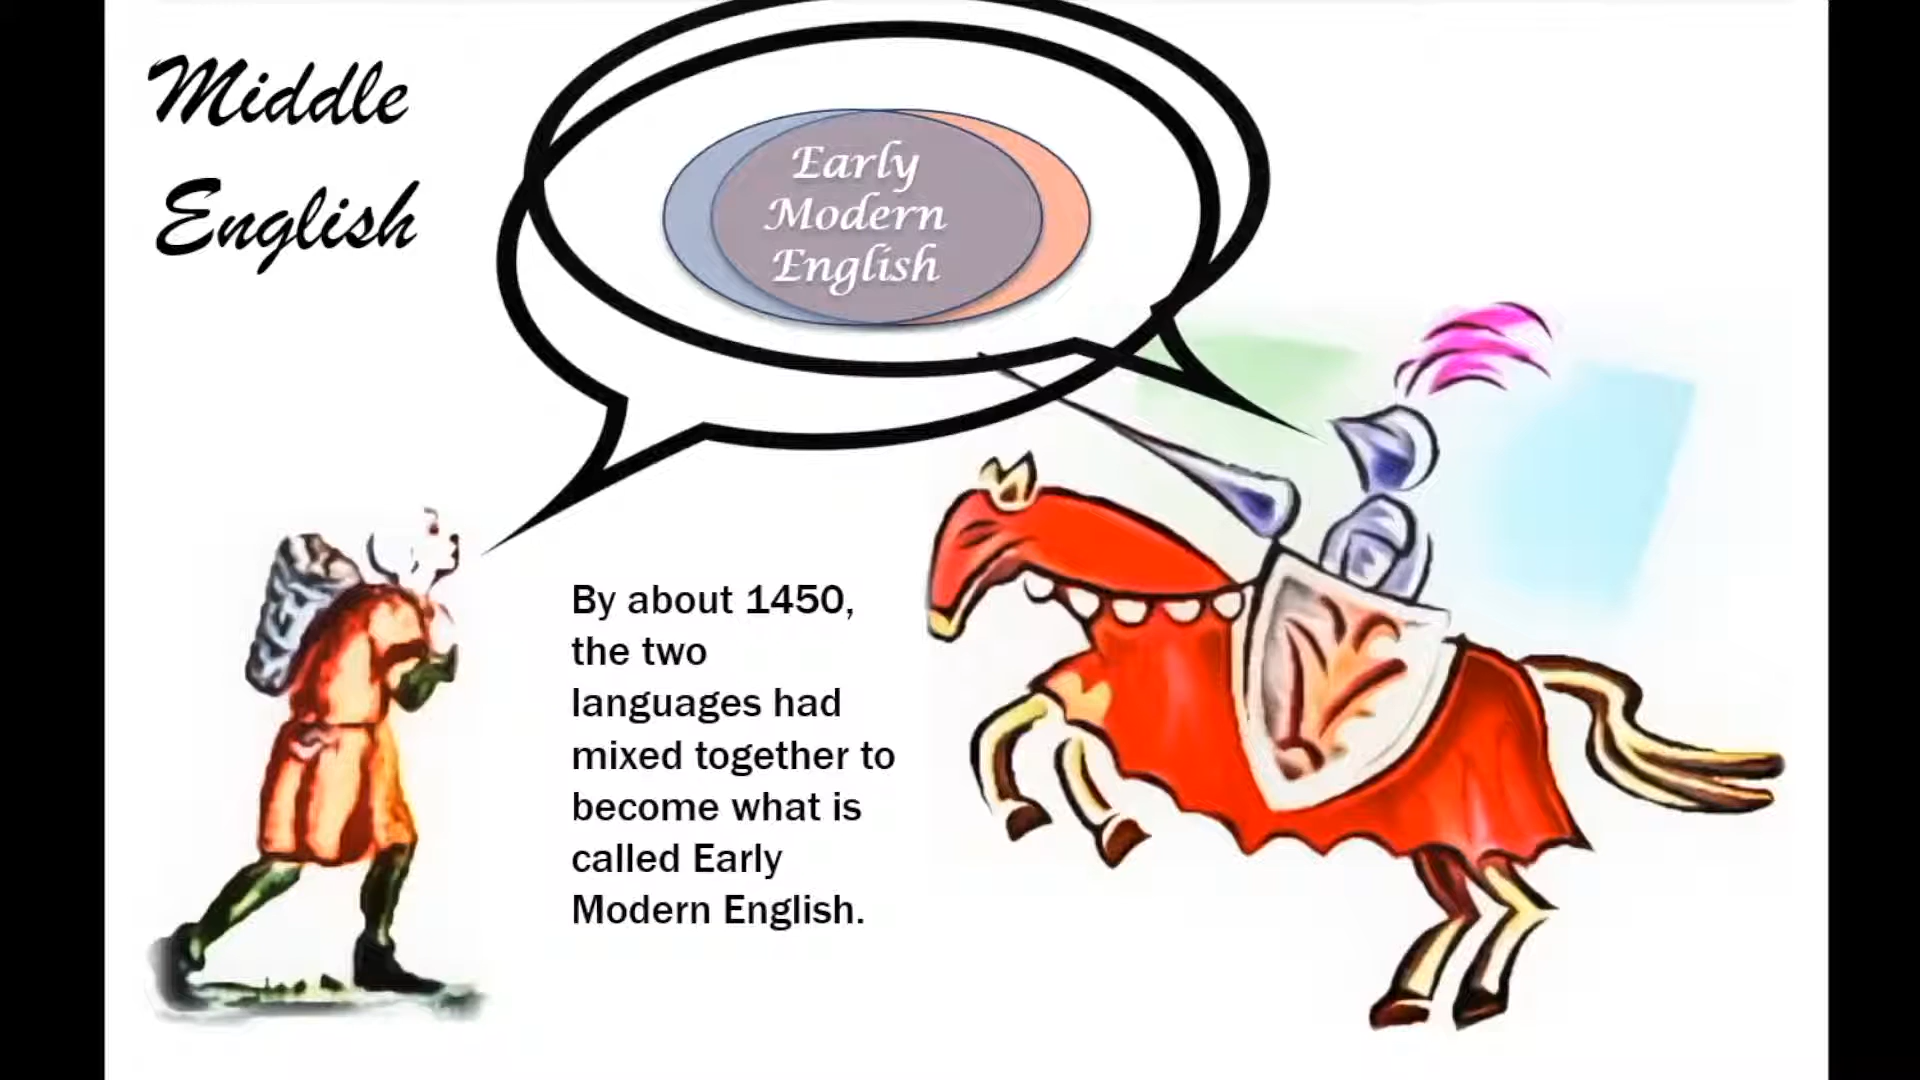 Middle
English
Early
Modern
English
By about 1450,
the two
languages had
mixed together to
become what is
called Early
Modern English.